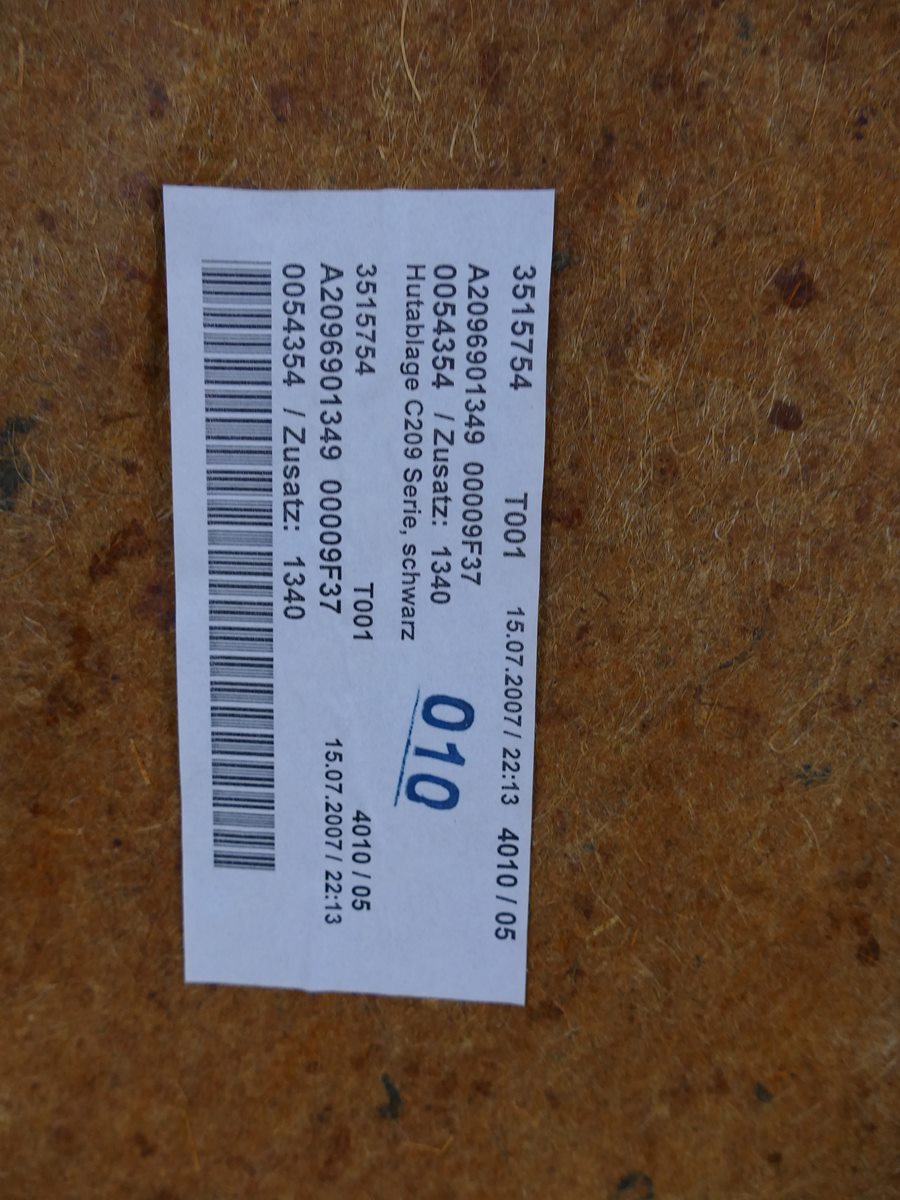 3515754 T001 15.07.2007 / 22:13 4010 / 05
A2096901349 00009F37
0054354 / Zusatz: 1340
Hutablage C209 Serie, schwarz
010
3515754 T001 4010 / 05
A2096901349 00009F37 15.07.2007 / 22:13
0054354 / Zusatz: 1340